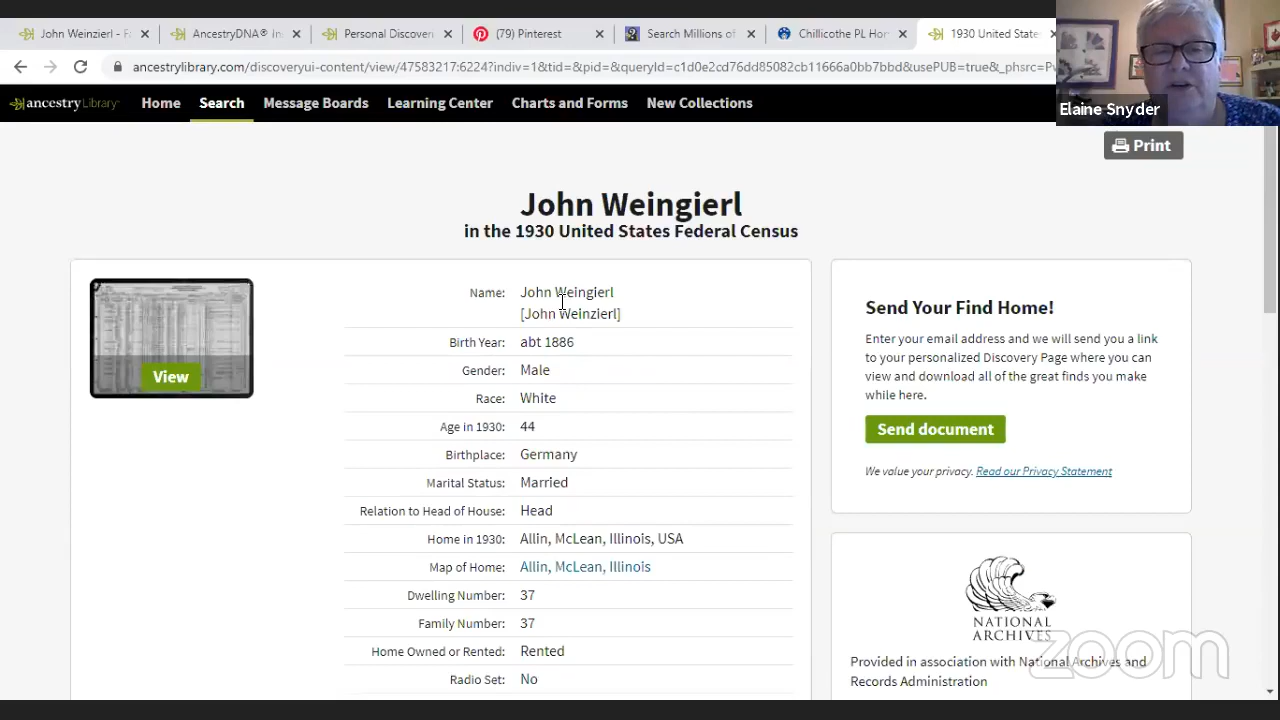 John Weinzierl - F
AncestryDNA® in
Personal Discover
(79) Pinterest
Search Millions of
Chillicothe PL Hor
1930 United State
ancestrylibrary.com/discoveryui-content/view/47583217:6224?indiv=1&tid=&pid=&queryId=c1d0e2cd76dd85082cb11666a0bb7bbd&usePUB=true&_phsrc=Pw
ancestryLibrary
Home
Search
Message Boards
Learning Center
Charts and Forms
New Collections
Elaine Snyder
Print
John Weingierl
in the 1930 United States Federal Census
View
Name: John Weingierl
[John Weinzierl]
Birth Year: abt 1886
Gender: Male
Race: White
Age in 1930: 44
Birthplace: Germany
Marital Status: Married
Relation to Head of House: Head
Home in 1930: Allin, McLean, Illinois, USA
Map of Home: Allin, McLean, Illinois
Dwelling Number: 37
Family Number: 37
Home Owned or Rented: Rented
Radio Set: No
Send Your Find Home!
Enter your email address and we will send you a link
to your personalized Discovery Page where you can
view and download all of the great finds you make
while here.
Send document
We value your privacy. Read our Privacy Statement
NATIONAL
ARCHIVES
Provided in association with National Archives and
Records Administration
zoom